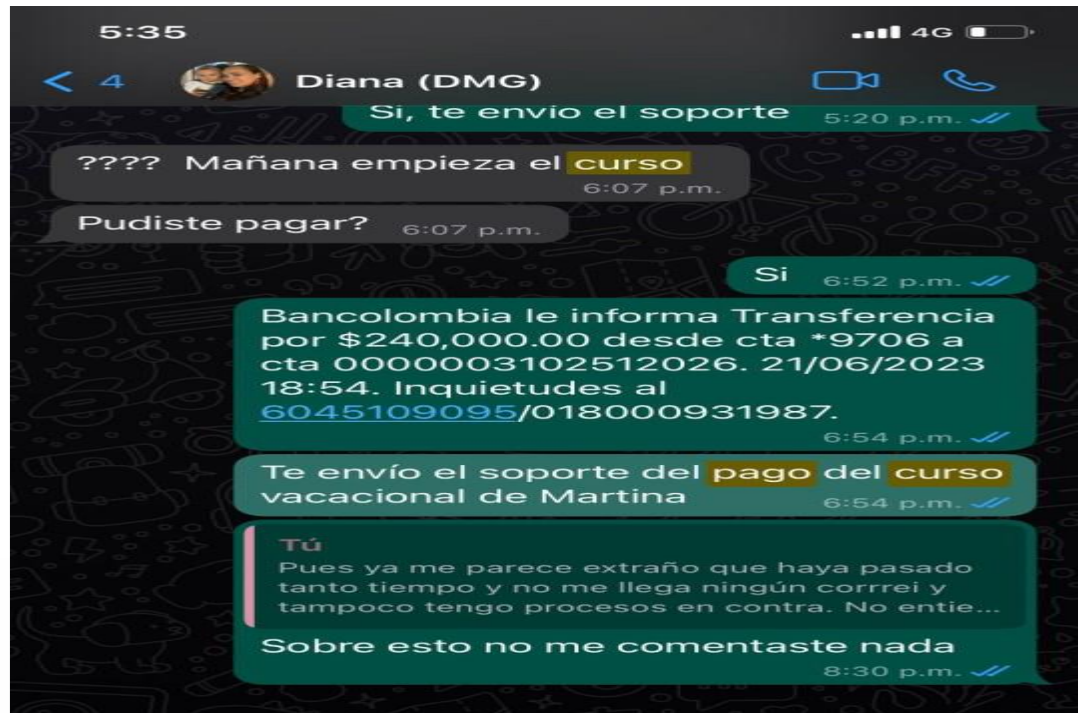 5:35
4G
4
Diana (DMG)
Si, te envío el soporte 5:20 p.m.
???? Mañana empieza el curso
6:07 p.m.
Pudiste pagar? 6:07 p.m.
Si 6:52 p.m.
Bancolombia le informa Transferencia
por $240,000.00 desde cta *9706 a
cta 0000003102512026. 21/06/2023
18:54. Inquietudes al
6045109095/018000931987.
6:54 p.m.
Te envío el soporte del pago del curso
vacacional de Martina 6:54 p.m.
Tú
Pues ya me parece extraño que haya pasado
tanto tiempo y no me llega ningún corrrei y
tampoco tengo procesos en contra. No entie...
Sobre esto no me comentaste nada
8:30 p.m.